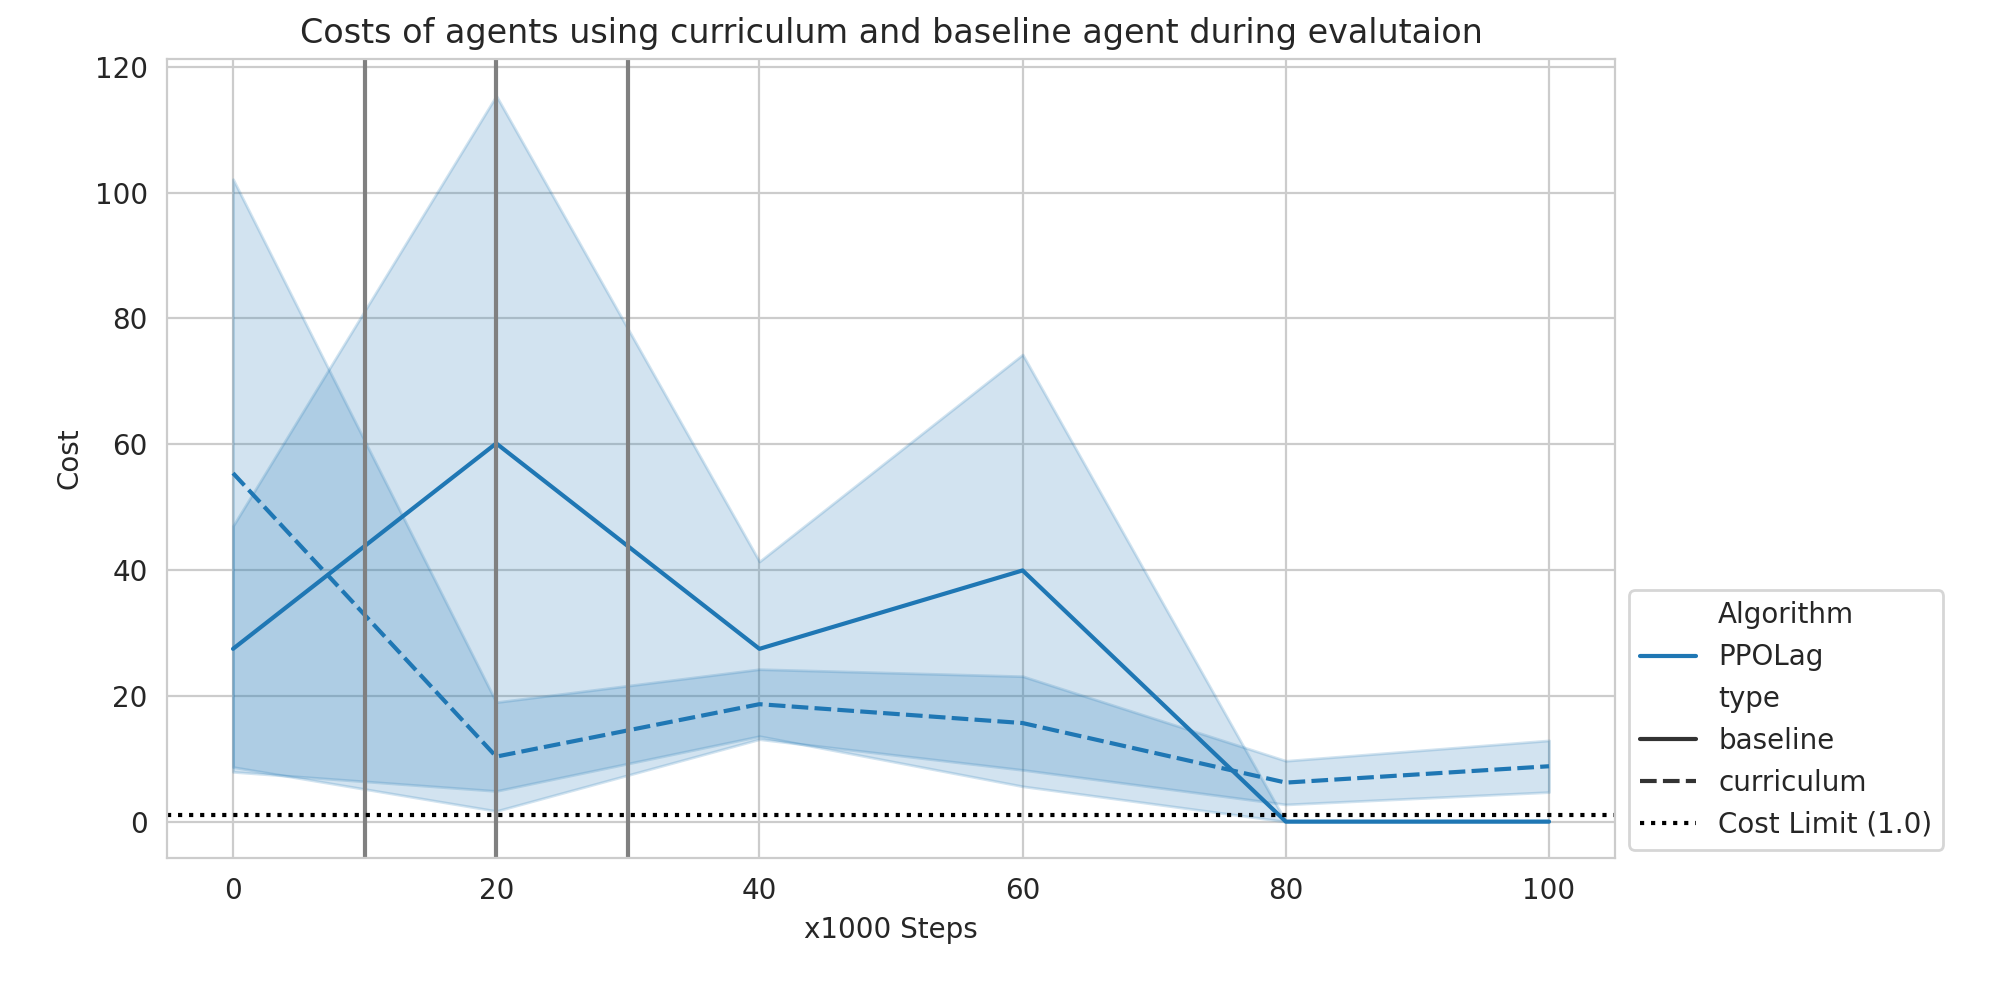 Costs of agents using curriculum and baseline agent during evalutaion
120
100
80
60
40
20
0
Cost
0 20 40 60 80 100
x1000 Steps
Algorithm
PPOLag
type
baseline
curriculum
Cost Limit (1.0)